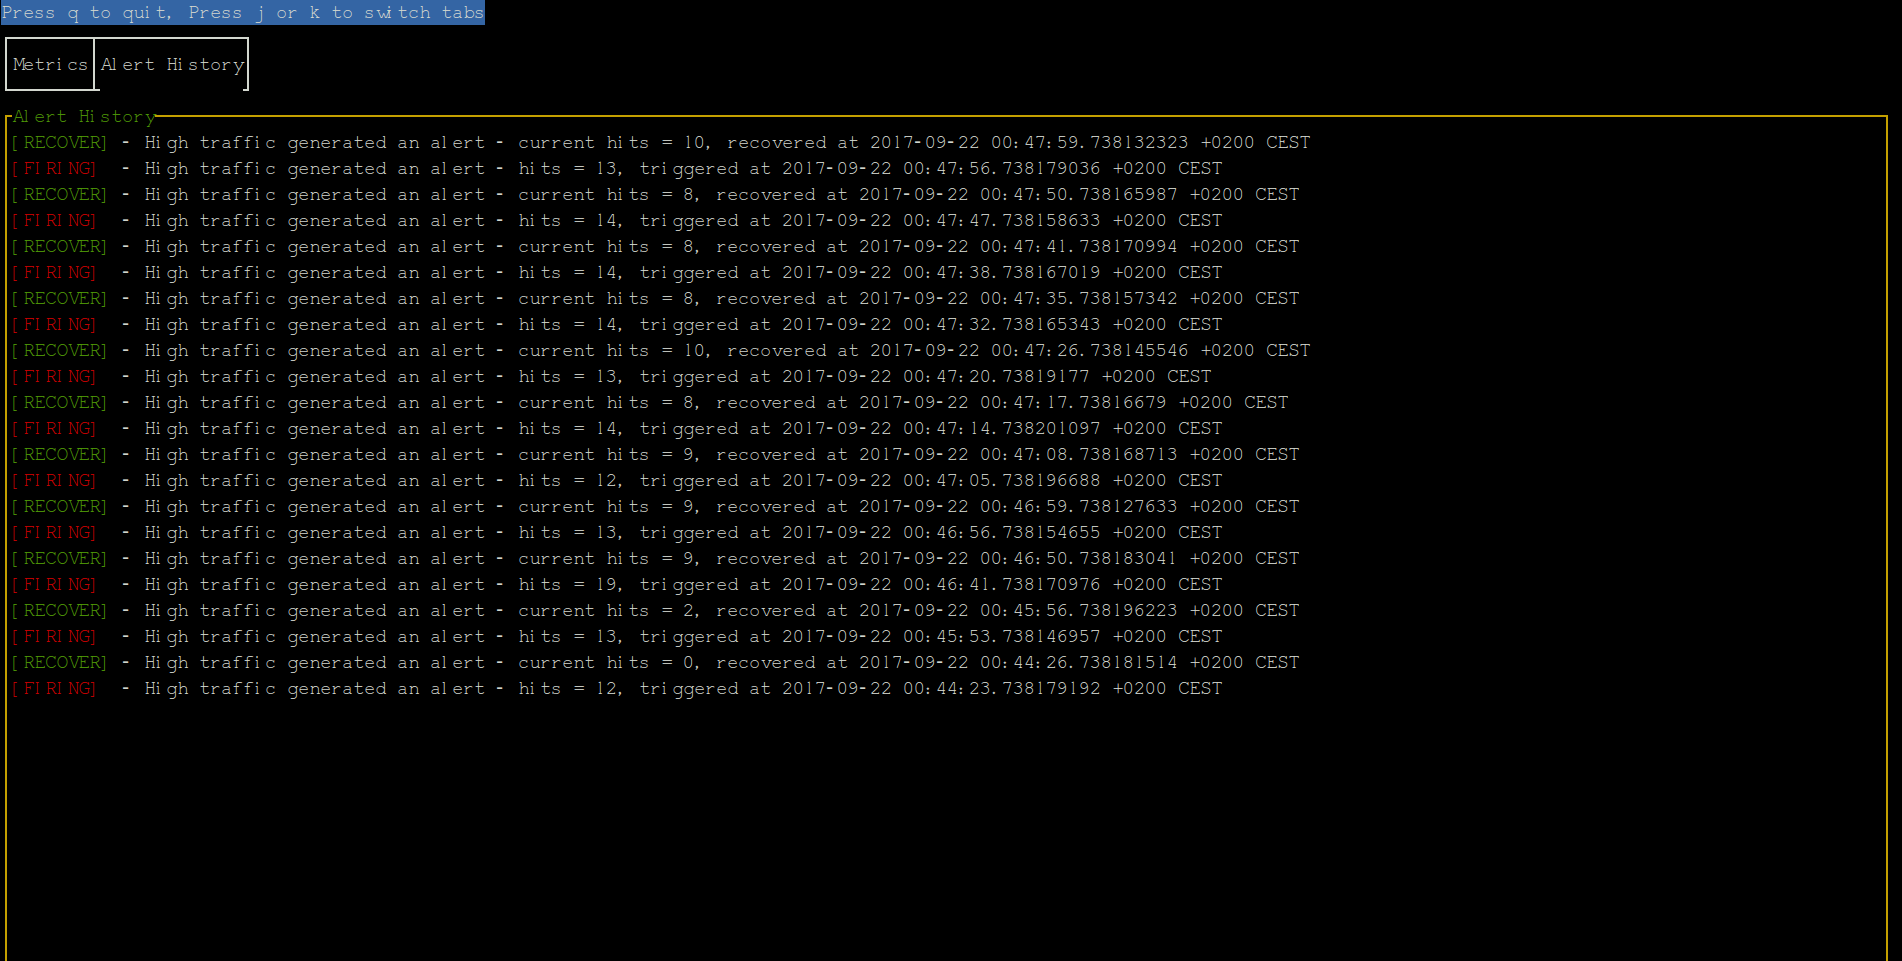 Press q to quit, Press j or k to switch tabs
Metrics Alert History
Alert History
[RECOVER] - High traffic generated an alert - current hits = 10, recovered at 2017-09-22 00:47:59.738132323 +0200 CEST
[FIRING] - High traffic generated an alert - hits = 13, triggered at 2017-09-22 00:47:56.738179036 +0200 CEST
[RECOVER] - High traffic generated an alert - current hits = 8, recovered at 2017-09-22 00:47:50.738165987 +0200 CEST
[FIRING] - High traffic generated an alert - hits = 14, triggered at 2017-09-22 00:47:47.738158633 +0200 CEST
[RECOVER] - High traffic generated an alert - current hits = 8, recovered at 2017-09-22 00:47:41.738170994 +0200 CEST
[FIRING] - High traffic generated an alert - hits = 14, triggered at 2017-09-22 00:47:38.738167019 +0200 CEST
[RECOVER] - High traffic generated an alert - current hits = 8, recovered at 2017-09-22 00:47:35.738157342 +0200 CEST
[FIRING] - High traffic generated an alert - hits = 14, triggered at 2017-09-22 00:47:32.738165343 +0200 CEST
[RECOVER] - High traffic generated an alert - current hits = 10, recovered at 2017-09-22 00:47:26.738145546 +0200 CEST
[FIRING] - High traffic generated an alert - hits = 13, triggered at 2017-09-22 00:47:20.73819177 +0200 CEST
[RECOVER] - High traffic generated an alert - current hits = 8, recovered at 2017-09-22 00:47:17.73816679 +0200 CEST
[FIRING] - High traffic generated an alert - hits = 14, triggered at 2017-09-22 00:47:14.738201097 +0200 CEST
[RECOVER] - High traffic generated an alert - current hits = 9, recovered at 2017-09-22 00:47:08.738168713 +0200 CEST
[FIRING] - High traffic generated an alert - hits = 12, triggered at 2017-09-22 00:47:05.738196688 +0200 CEST
[RECOVER] - High traffic generated an alert - current hits = 9, recovered at 2017-09-22 00:46:59.738127633 +0200 CEST
[FIRING] - High traffic generated an alert - hits = 13, triggered at 2017-09-22 00:46:56.738154655 +0200 CEST
[RECOVER] - High traffic generated an alert - current hits = 9, recovered at 2017-09-22 00:46:50.738183041 +0200 CEST
[FIRING] - High traffic generated an alert - hits = 19, triggered at 2017-09-22 00:46:41.738170976 +0200 CEST
[RECOVER] - High traffic generated an alert - current hits = 2, recovered at 2017-09-22 00:45:56.738196223 +0200 CEST
[FIRING] - High traffic generated an alert - hits = 13, triggered at 2017-09-22 00:45:53.738146957 +0200 CEST
[RECOVER] - High traffic generated an alert - current hits = 0, recovered at 2017-09-22 00:44:26.738181514 +0200 CEST
[FIRING] - High traffic generated an alert - hits = 12, triggered at 2017-09-22 00:44:23.738179192 +0200 CEST